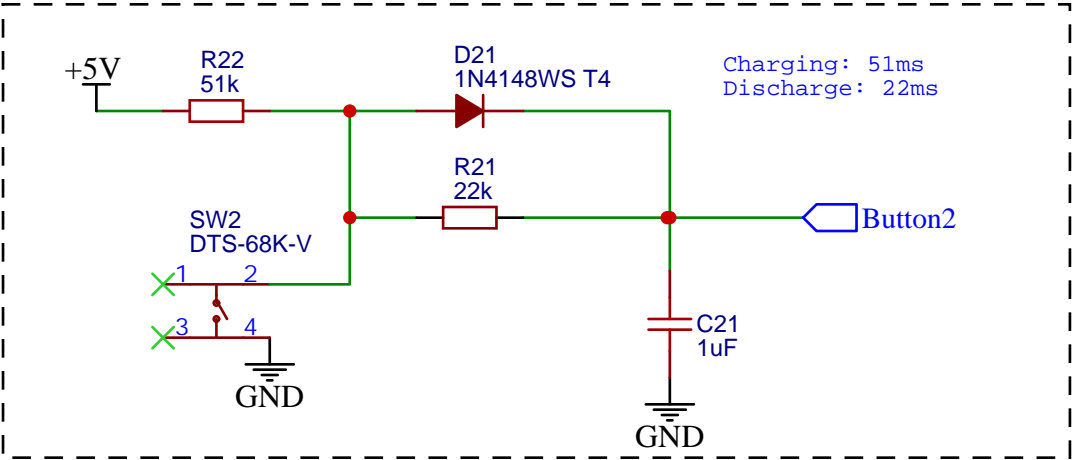 +5V
R22
51k
D21
1N4148WS T4
Charging: 51ms
Discharge: 22ms
R21
22k
SW2
DTS-68K-V
Button2
1
2
3
4
GND
C21
1uF
GND